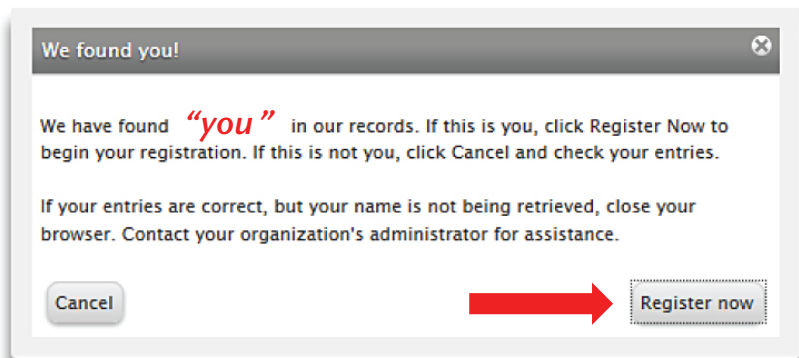 We found you!
We have found "you" in our records. If this is you, click Register Now to
begin your registration. If this is not you, click Cancel and check your entries.
If your entries are correct, but your name is not being retrieved, close your
browser. Contact your organization's administrator for assistance.
Cancel Register now